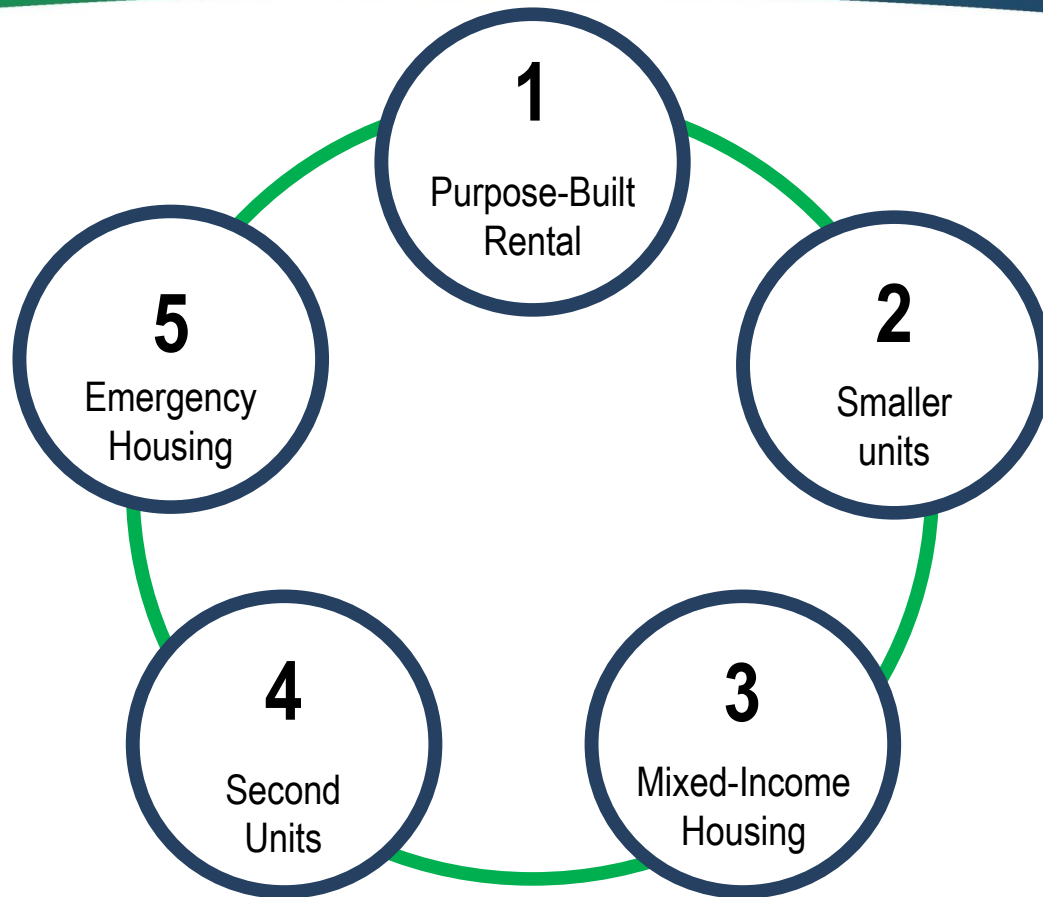 1
Purpose-Built
Rental
2
Smaller
units
3
Mixed-Income
Housing
4
Second
Units
5
Emergency
Housing